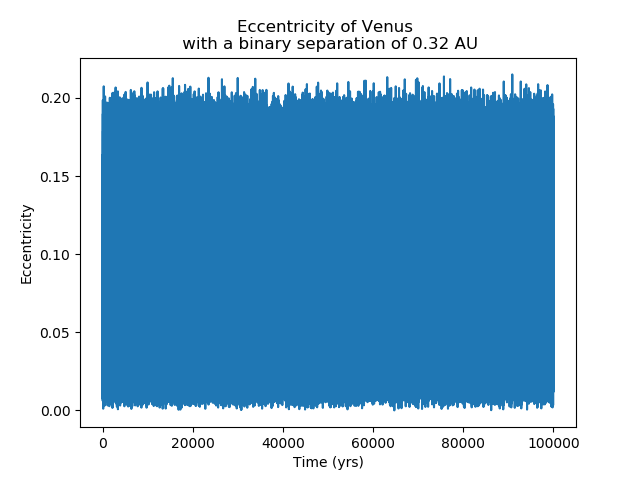 Eccentricity of Venus
with a binary separation of 0.32 AU
0.20
0.15
0.10
0.05
0.00
Eccentricity
0 20000 40000 60000 80000 100000
Time (yrs)